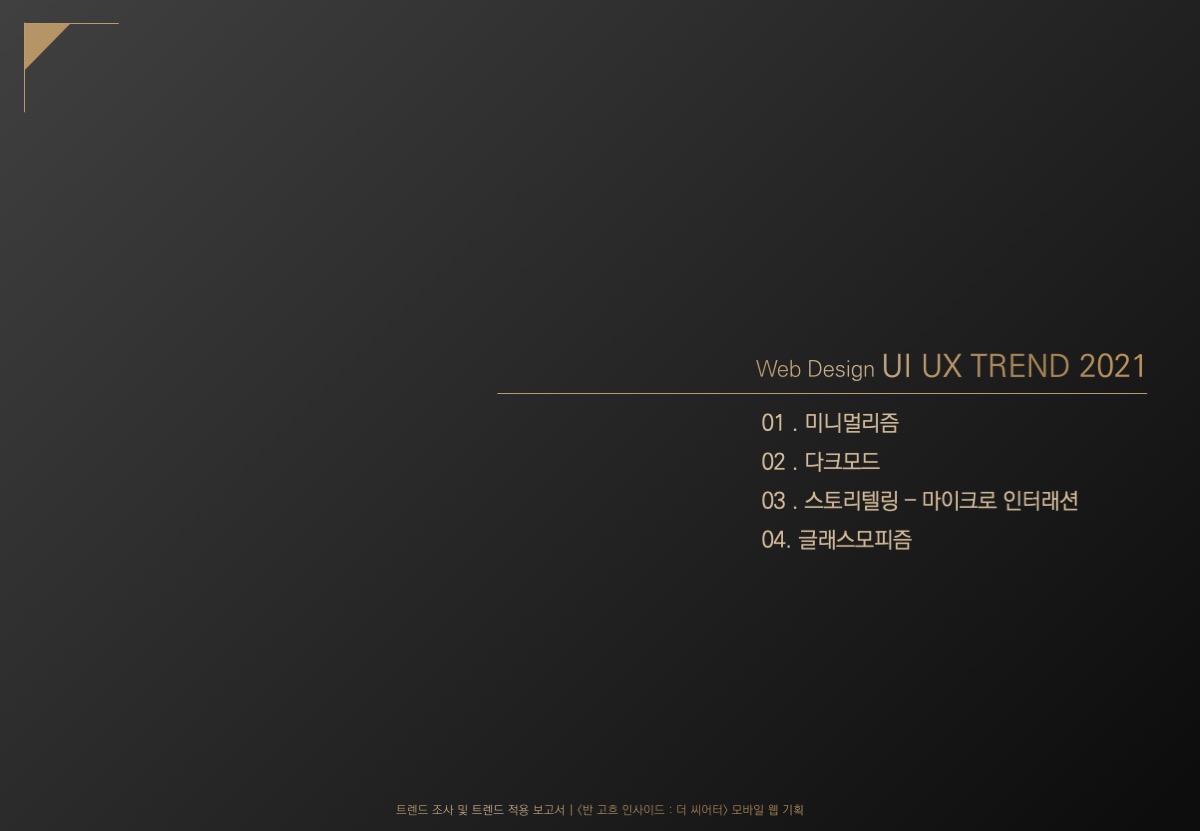 Web Design UI UX TREND 2021
01 . 미니멀리즘
02 . 다크모드
03 . 스토리텔링 – 마이크로 인터래션
04. 글래스모피즘
트렌드 조사 및 트렌드 적용 보고서 | 〈반 고흐 인사이드 : 더 씨어터〉 모바일 웹 기획